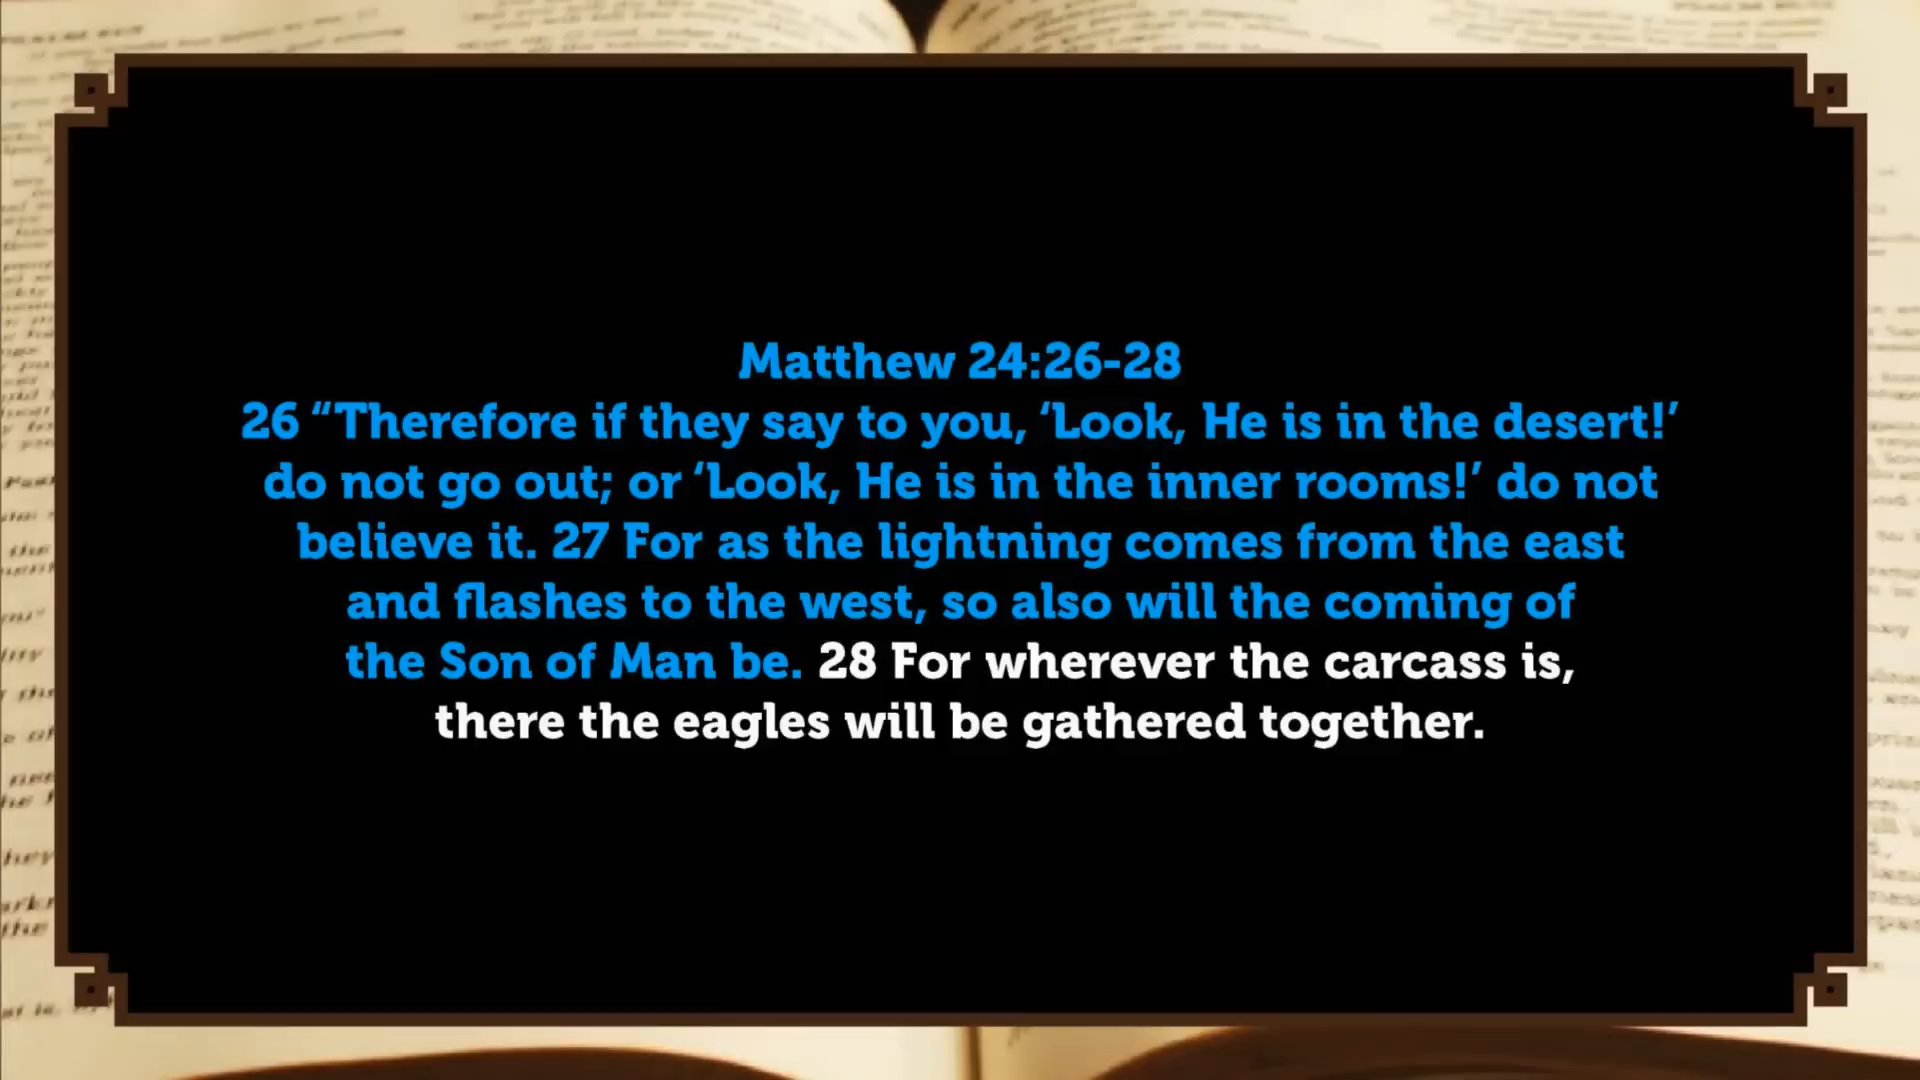 Matthew 24:26-28
26 “Therefore if they say to you, ‘Look, He is in the desert!’
do not go out; or ‘Look, He is in the inner rooms!’ do not
believe it. 27 For as the lightning comes from the east
and flashes to the west, so also will the coming of
the Son of Man be. 28 For wherever the carcass is,
there the eagles will be gathered together.